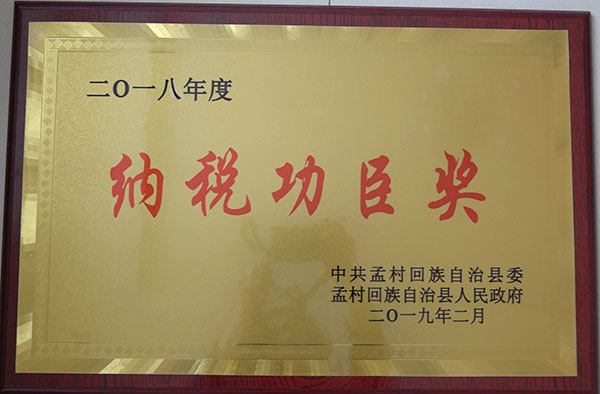 二〇一八年度
纳税功臣奖
中共孟村回族自治县委
孟村回族自治县人民政府
二〇一九年二月